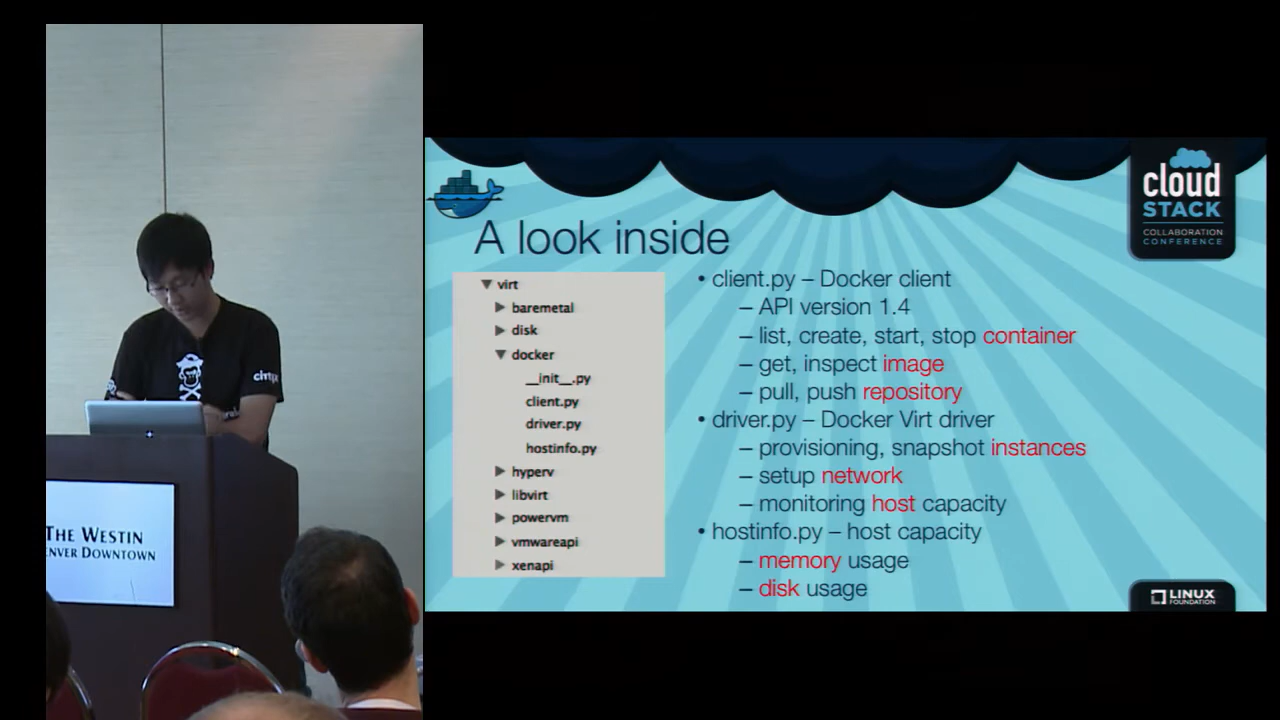 citrix
THE WESTIN
ENVER DOWNTOWN
cloud
STACK
COLLABORATION
CONFERENCE
A look inside
virt
baremetal
disk
docker
__init__.py
client.py
driver.py
hostinfo.py
hyperv
libvirt
powervm
vmwareapi
xenapi
• client.py – Docker client
– API version 1.4
– list, create, start, stop container
– get, inspect image
– pull, push repository
• driver.py – Docker Virt driver
– provisioning, snapshot instances
– setup network
– monitoring host capacity
• hostinfo.py – host capacity
– memory usage
– disk usage
LINUX
FOUNDATION